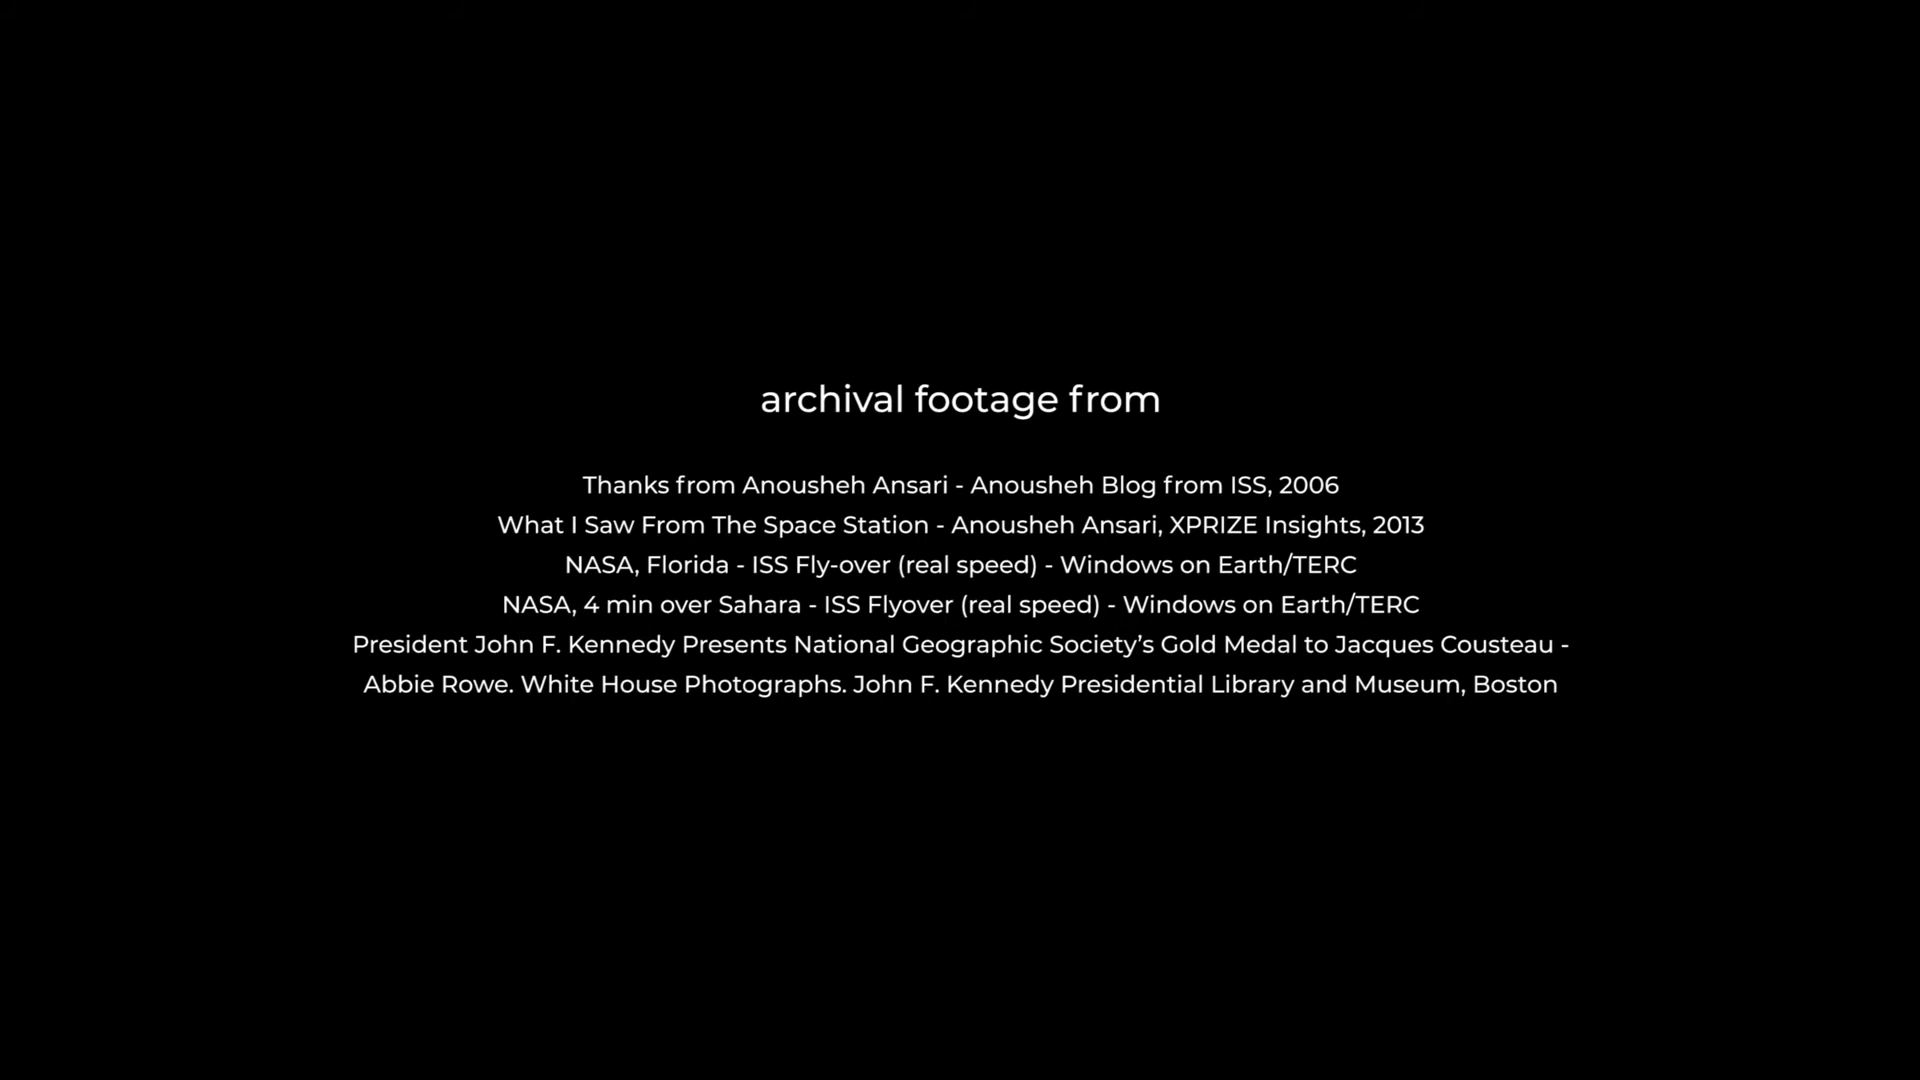 archival footage from
Thanks from Anousheh Ansari - Anousheh Blog from ISS, 2006
What I Saw From The Space Station - Anousheh Ansari, XPRIZE Insights, 2013
NASA, Florida - ISS Fly-over (real speed) - Windows on Earth/TERC
NASA, 4 min over Sahara - ISS Flyover (real speed) - Windows on Earth/TERC
President John F. Kennedy Presents National Geographic Society’s Gold Medal to Jacques Cousteau -
Abbie Rowe. White House Photographs. John F. Kennedy Presidential Library and Museum, Boston